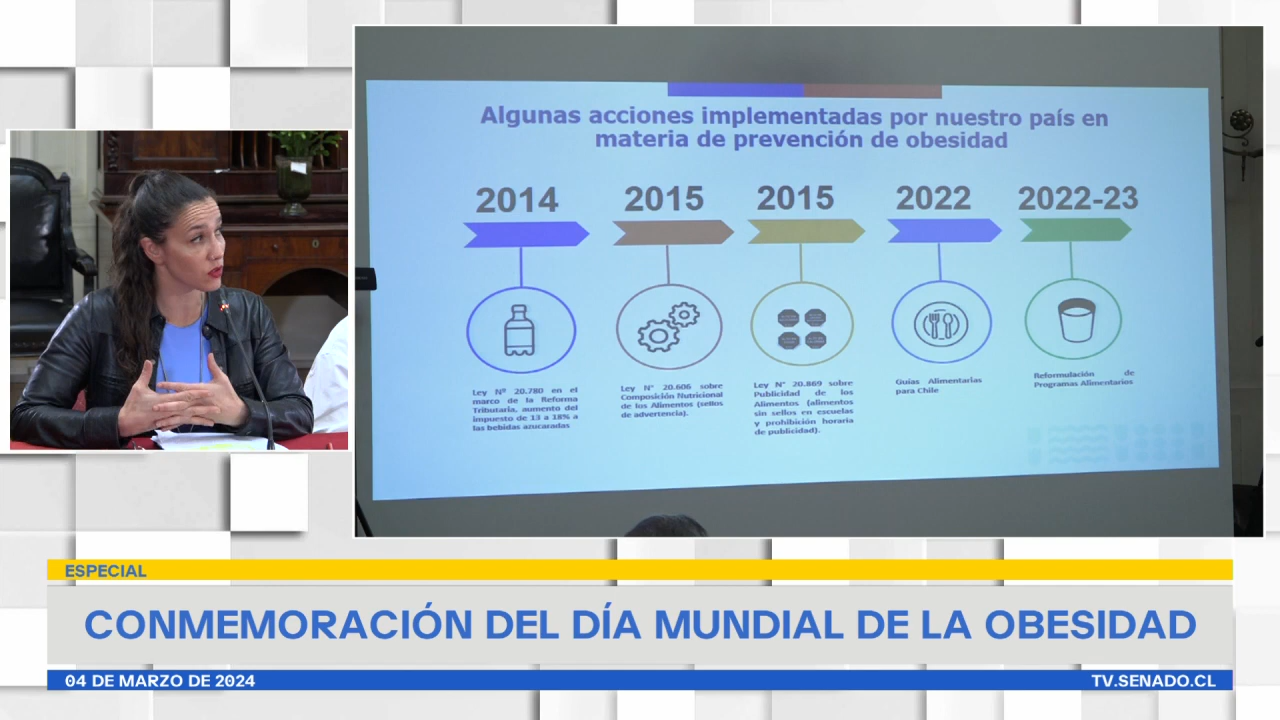 Algunas acciones implementadas por nuestro país en
materia de prevención de obesidad
2014
2015
2015
2022
2022-23
Ley Nº 20.780 en el
marco de la Reforma
Tributaria, aumento del
impuesto de 13 a 18% a
las bebidas azucaradas
Ley N° 20.606 sobre
Composición Nutricional
de los Alimentos (sellos
de advertencia).
Ley N° 20.869 sobre
Publicidad de los
Alimentos (alimentos
sin sellos en escuelas
y prohibición horaria
de publicidad).
Guías Alimentarias
para Chile
Reformulación de
Programas Alimentarios
ESPECIAL
CONMEMORACIÓN DEL DÍA MUNDIAL DE LA OBESIDAD
04 DE MARZO DE 2024
TV.SENADO.CL